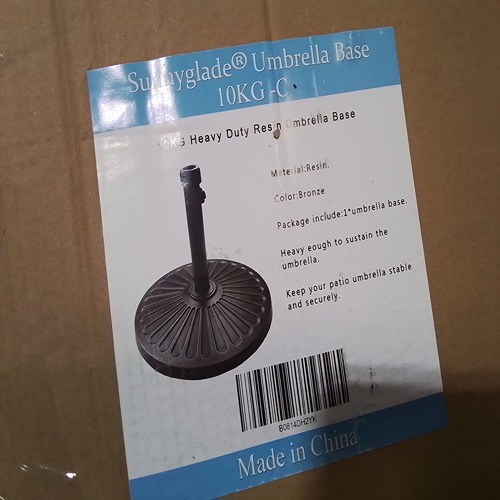 Sunnyglade® Umbrella Base
10KG -C
10KG Heavy Duty Resin Umbrella Base
Material:Resin.
Color:Bronze
Package include:1*umbrella base.
Heavy eough to sustain the
umbrella.
Keep your patio umbrella stable
and securely.
B0814DH2YK
Made in China